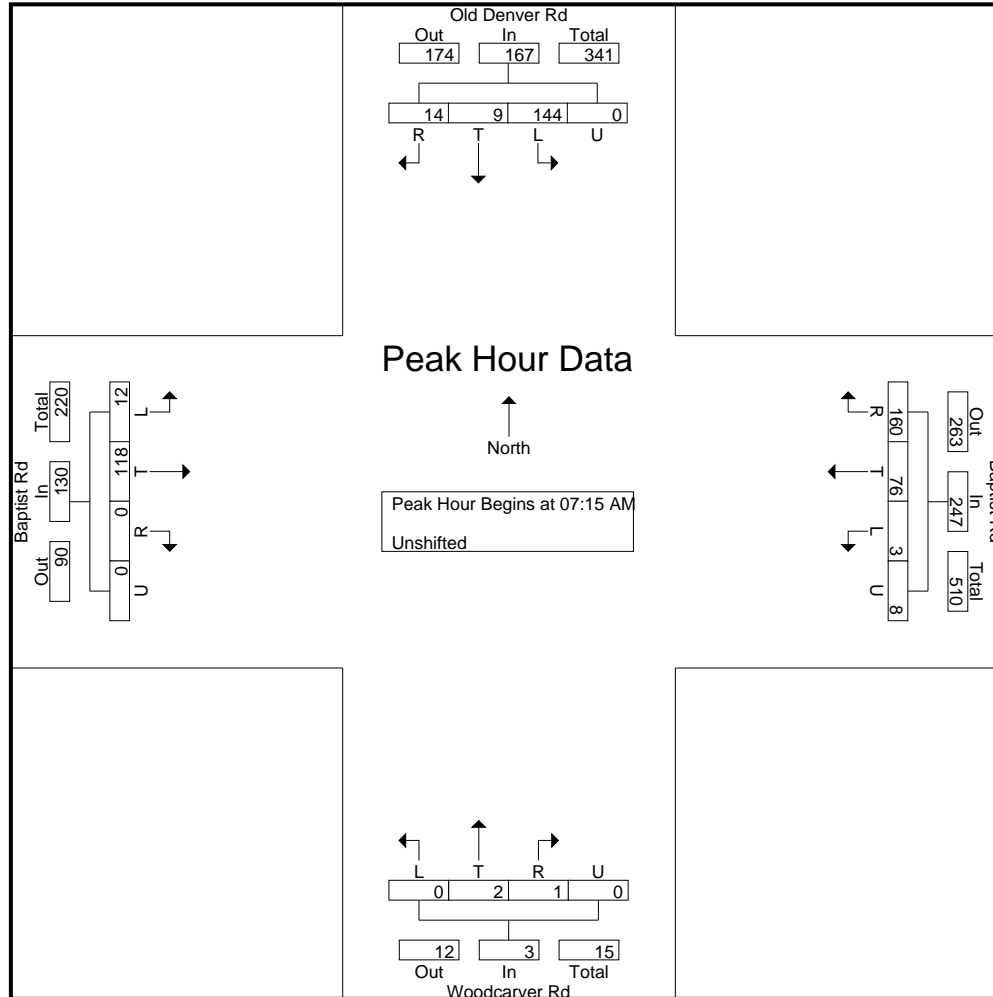 Old Denver Rd
Out In Total
174 167 341
14 9 144 0
R T L U
Peak Hour Data
North
Peak Hour Begins at 07:15 AM
Unshifted
Baptist Rd
Total In Out
220 130 90
12 118 0 0
L T R U
Baptist Rd
Out In Total
263 247 510
160 76 3 8
R T L U
L T R U
0 2 1 0
12 3 15
Out In Total
Woodcarver Rd